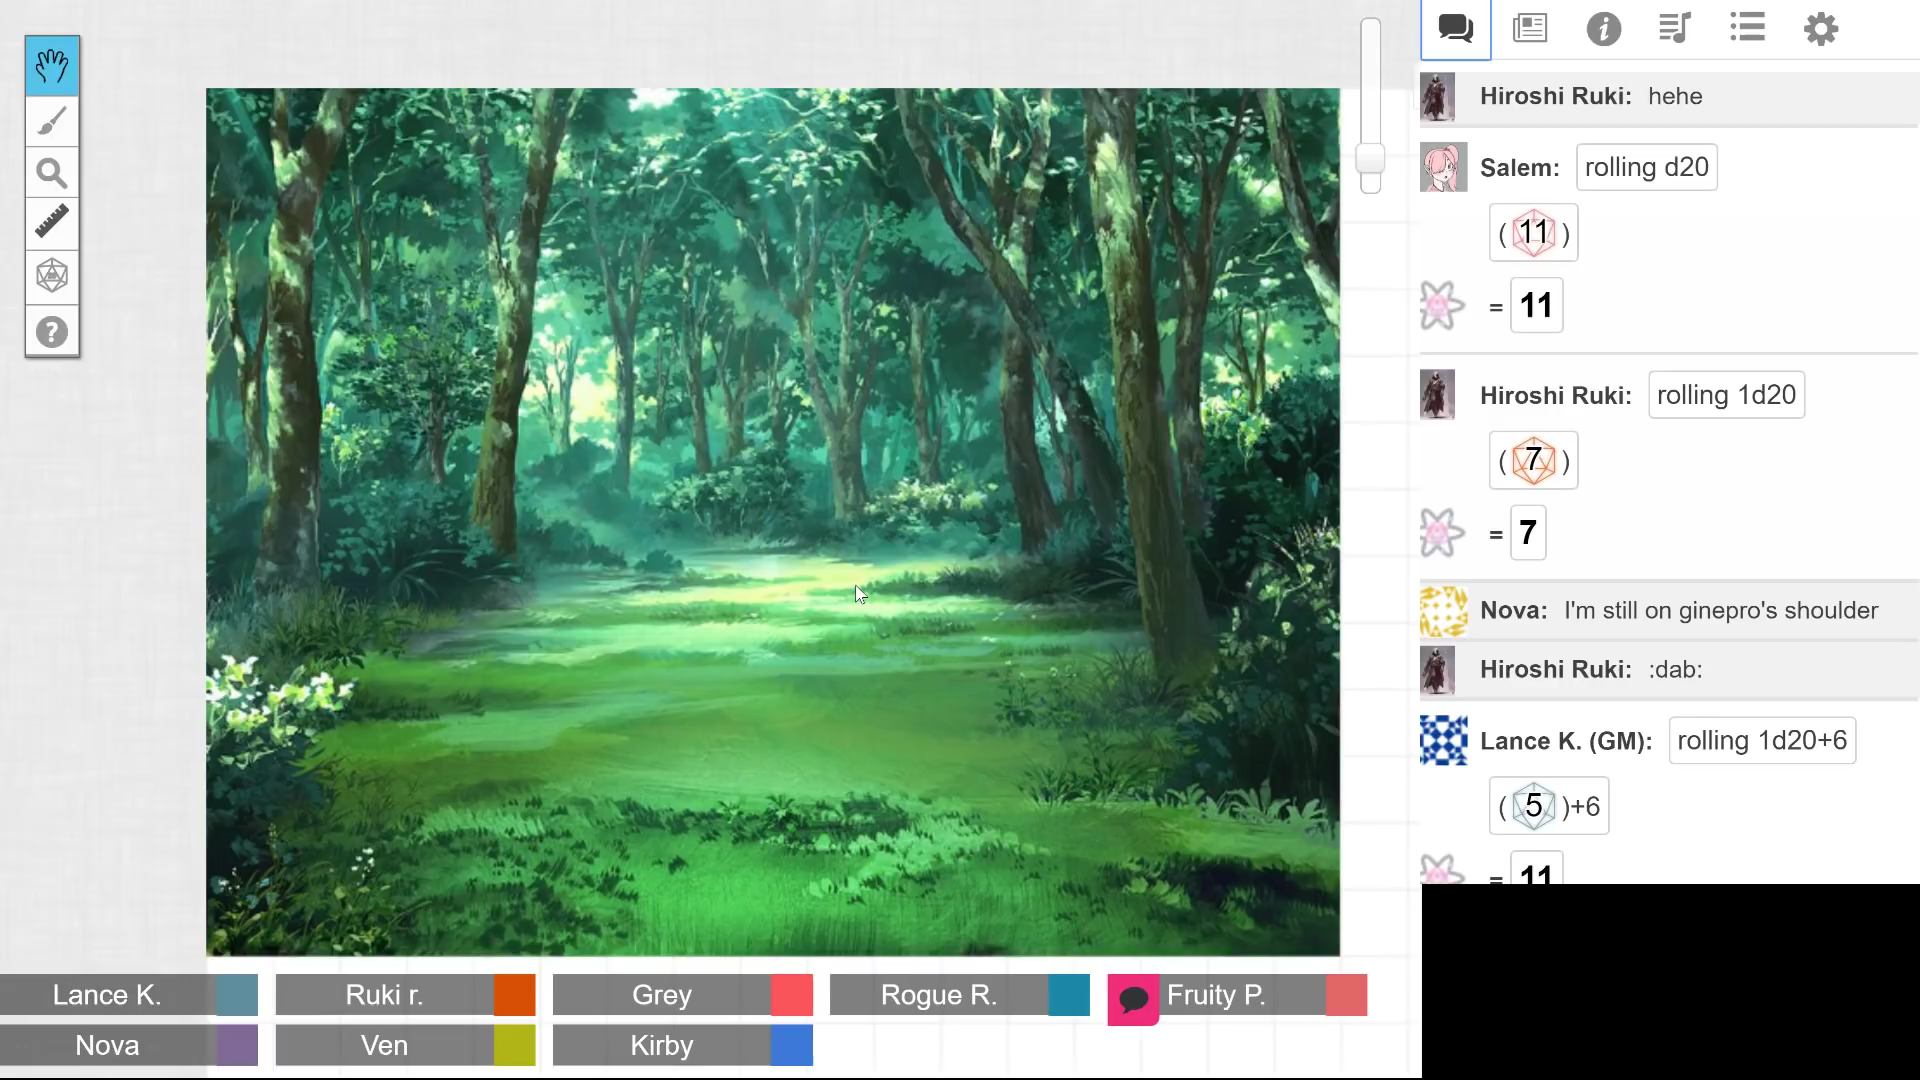 Hiroshi Ruki: hehe
Salem: rolling d20
( 11 )
= 11
Hiroshi Ruki: rolling 1d20
( 7 )
= 7
Nova: I'm still on ginepro's shoulder
Hiroshi Ruki: :dab:
Lance K. (GM): rolling 1d20+6
( 5 )+6
= 11
Lance K. Ruki r. Grey Rogue R. Fruity P.
Nova Ven Kirby